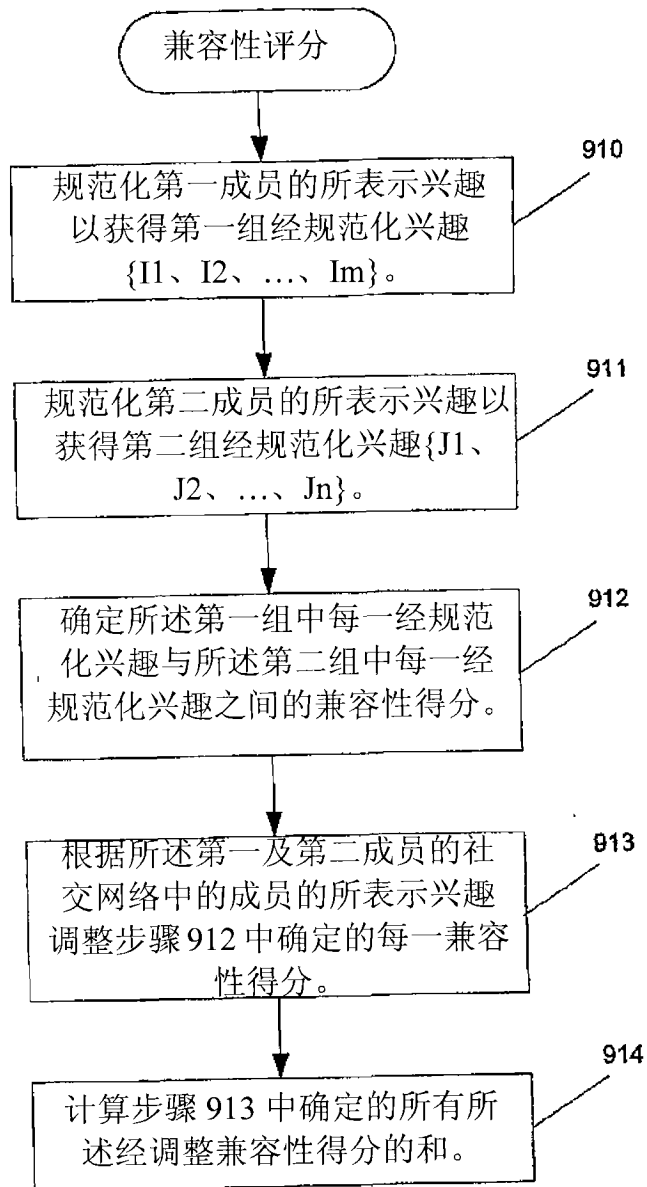 兼容性评分
910
规范化第一成员的所表示兴趣
以获得第一组经规范化兴趣
{I1、I2、…、Im}。
911
规范化第二成员的所表示兴趣以
获得第二组经规范化兴趣{J1、
J2、…、Jn}。
912
确定所述第一组中每一经规范
化兴趣与所述第二组中每一经
规范化兴趣之间的兼容性得分。
913
根据所述第一及第二成员的社
交网络中的成员的所表示兴趣
调整步骤912中确定的每一兼容
性得分。
914
计算步骤913中确定的所有所
述经调整兼容性得分的和。